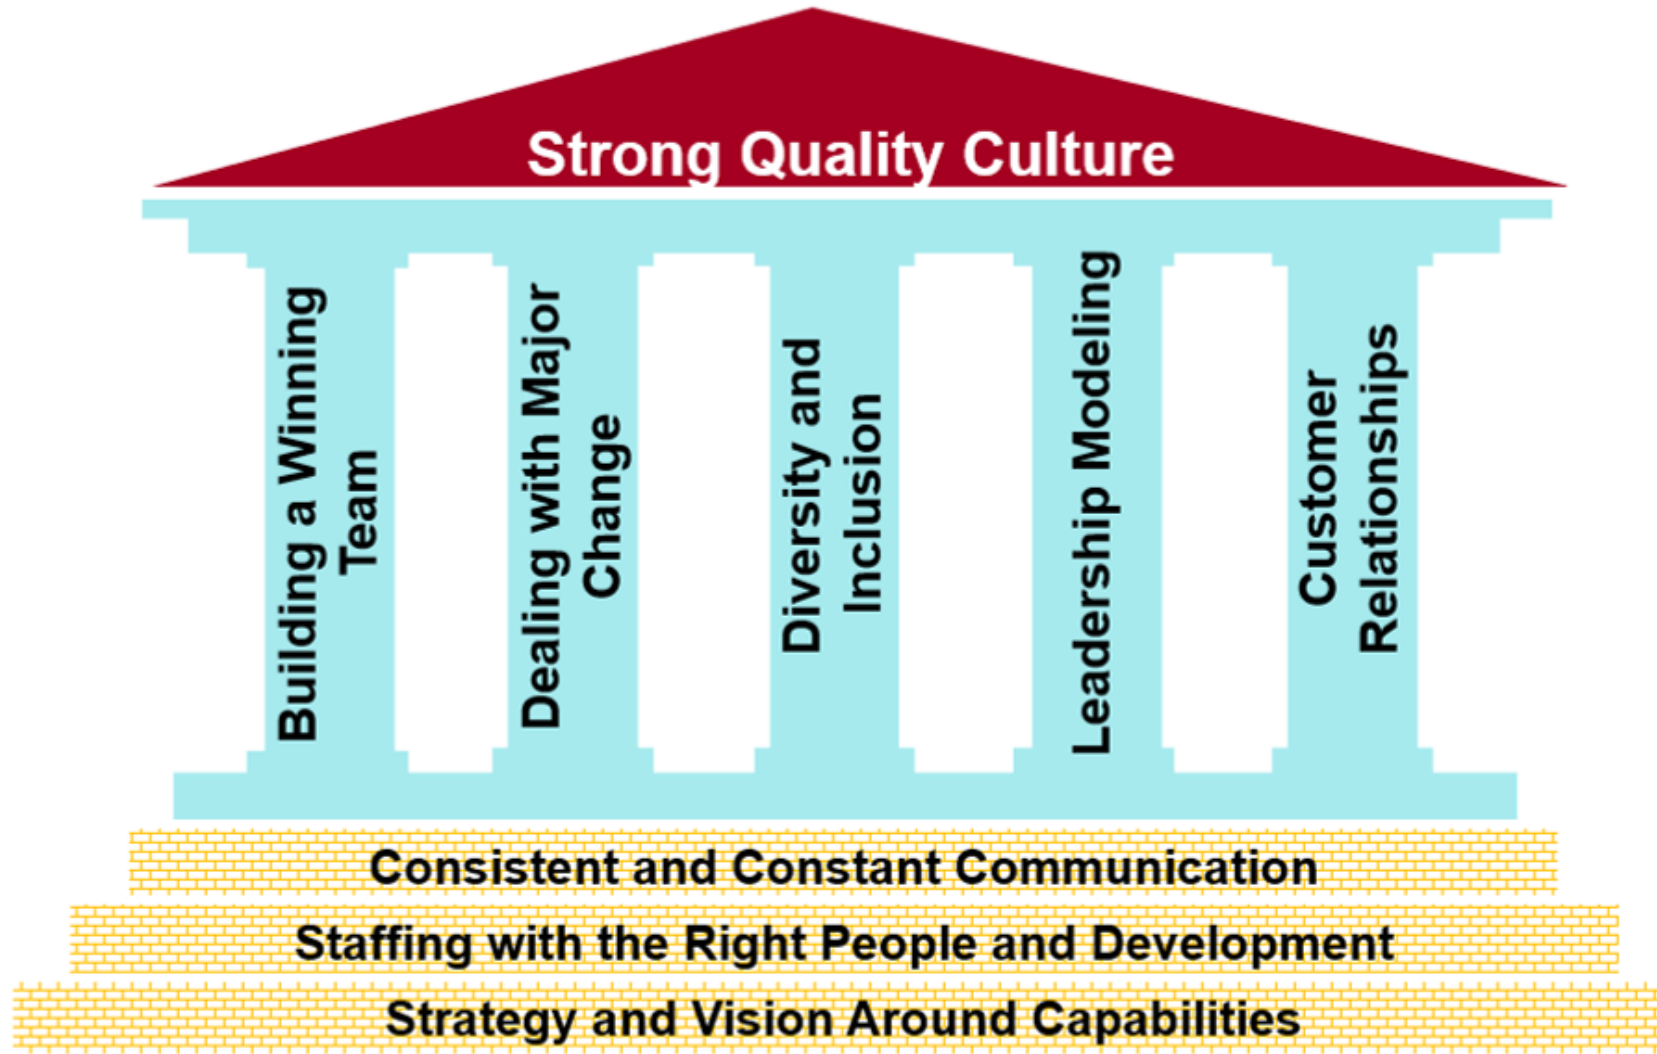 Strong Quality Culture
Building a Winning
Team
Dealing with Major
Change
Diversity and
Inclusion
Leadership Modeling
Customer
Relationships
Consistent and Constant Communication
Staffing with the Right People and Development
Strategy and Vision Around Capabilities